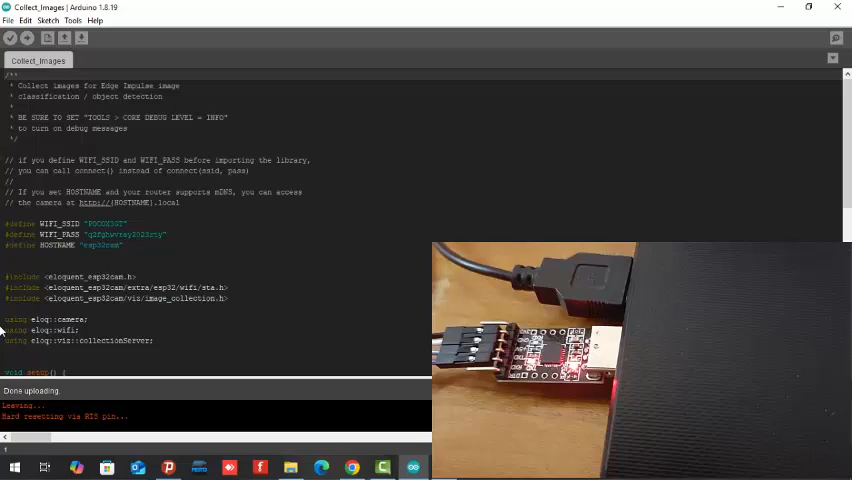 Collect_Images | Arduino 1.8.19
File Edit Sketch Tools Help
Collect_Images
/**
* Collect images for Edge Impulse image
* classification / object detection
*
* BE SURE TO SET "TOOLS > CORE DEBUG LEVEL = INFO"
* to turn on debug messages
*/
// if you define WIFI_SSID and WIFI_PASS before importing the library,
// you can call connect() instead of connect(ssid, pass)
//
// If you set HOSTNAME and your router supports mDNS, you can access
// the camera at http://{HOSTNAME}.local
#define WIFI_SSID "POCOX3GT"
#define WIFI_PASS
#define HOSTNAME "esp32cam"
#include <eloquent_esp32cam.h>
#include <eloquent_esp32cam/extra/esp32/wifi/sta.h>
#include <eloquent_esp32cam/viz/image_collection.h>
using eloq::camera;
using eloq::wifi;
using eloq::viz::collectionServer;
void setup() {
Done uploading.
Leaving...
Hard resetting via RTS pin...
1